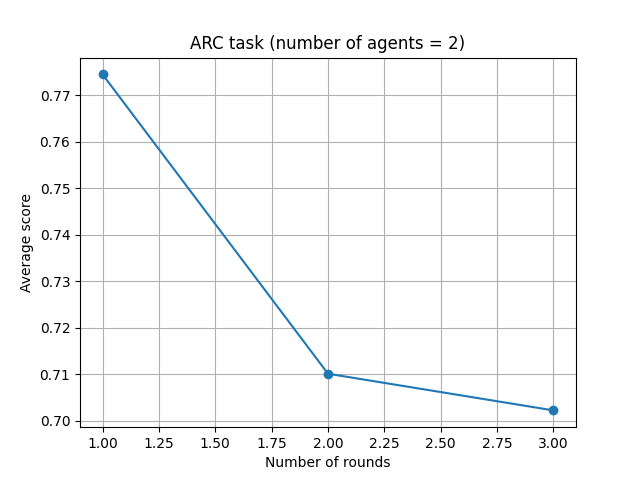 ARC task (number of agents = 2)
Average score
0.77
0.76
0.75
0.74
0.73
0.72
0.71
0.70
1.00 1.25 1.50 1.75 2.00 2.25 2.50 2.75 3.00
Number of rounds